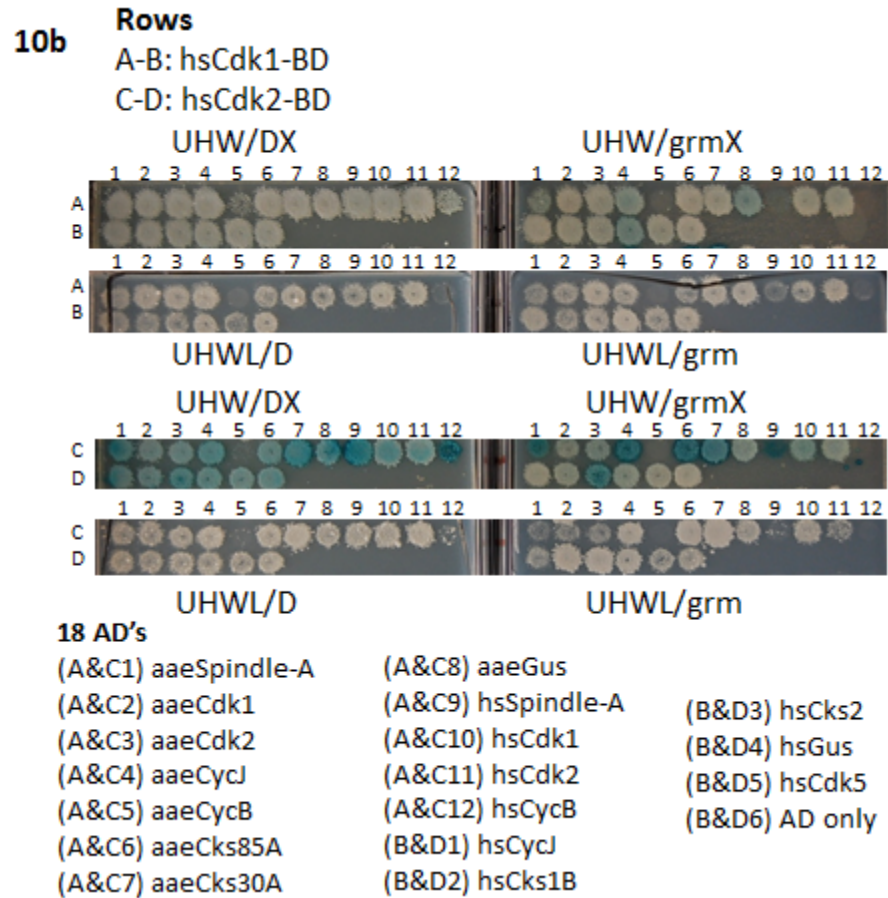 10b
Rows
A-B: hsCdk1-BD
C-D: hsCdk2-BD
UHW/DX UHW/grmX
1 2 3 4 5 6 7 8 9 10 11 12 1 2 3 4 5 6 7 8 9 10 11 12
A
B
1 2 3 4 5 6 7 8 9 10 11 12 1 2 3 4 5 6 7 8 9 10 11 12
A
B
UHWL/D UHWL/grm
UHW/DX UHW/grmX
1 2 3 4 5 6 7 8 9 10 11 12 1 2 3 4 5 6 7 8 9 10 11 12
C
D
1 2 3 4 5 6 7 8 9 10 11 12 1 2 3 4 5 6 7 8 9 10 11 12
C
D
UHWL/D UHWL/grm
18 AD's
(A&C1) aaeSpindle-A
(A&C2) aaeCdk1
(A&C3) aaeCdk2
(A&C4) aaeCycJ
(A&C5) aaeCycB
(A&C6) aaeCks85A
(A&C7) aaeCks30A
(A&C8) aaeGus
(A&C9) hsSpindle-A
(A&C10) hsCdk1
(A&C11) hsCdk2
(A&C12) hsCycB
(B&D1) hsCycJ
(B&D2) hsCks1B
(B&D3) hsCks2
(B&D4) hsGus
(B&D5) hsCdk5
(B&D6) AD only